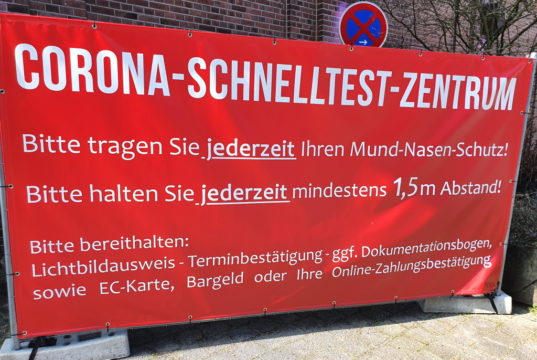 CORONA-SCHNELLTEST-ZENTRUM
Bitte tragen Sie jederzeit Ihren Mund-Nasen-Schutz!
Bitte halten Sie jederzeit mindestens 1,5m Abstand!
Bitte bereithalten:
Lichtbildausweis - Terminbestätigung - ggf. Dokumentationsbogen,
sowie EC-Karte, Bargeld oder Ihre Online-Zahlungsbestätigung